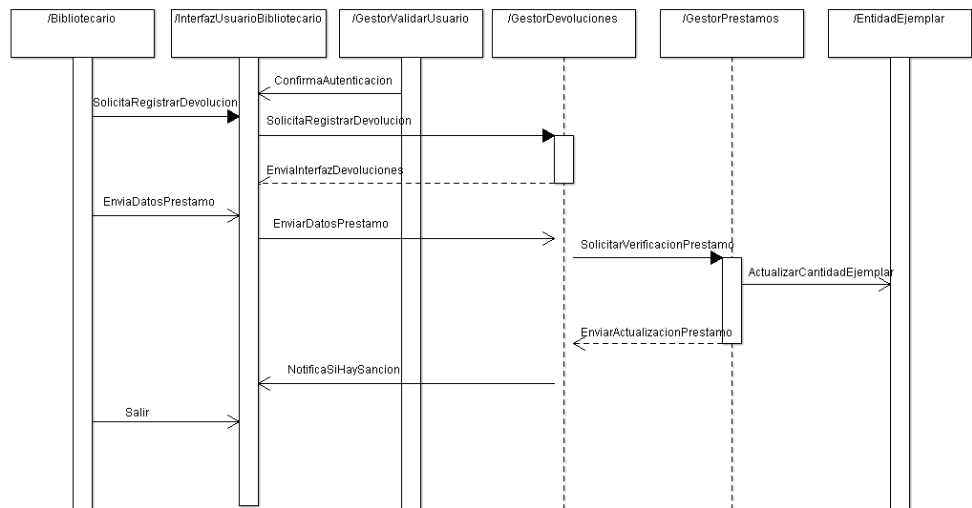 /Bibliotecario
/InterfazUsuarioBibliotecario
/GestorValidarUsuario
/GestorDevoluciones
/GestorPrestamos
/EntidadEjemplar
ConfirmaAutenticacion
SolicitaRegistrarDevolucion
SolicitaRegistrarDevolucion
EnviaInterfazDevoluciones
EnviaDatosPrestamo
EnviarDatosPrestamo
SolicitarVerificacionPrestamo
ActualizarCantidadEjemplar
EnviarActualizacionPrestamo
NotificaSiHaySancion
Salir